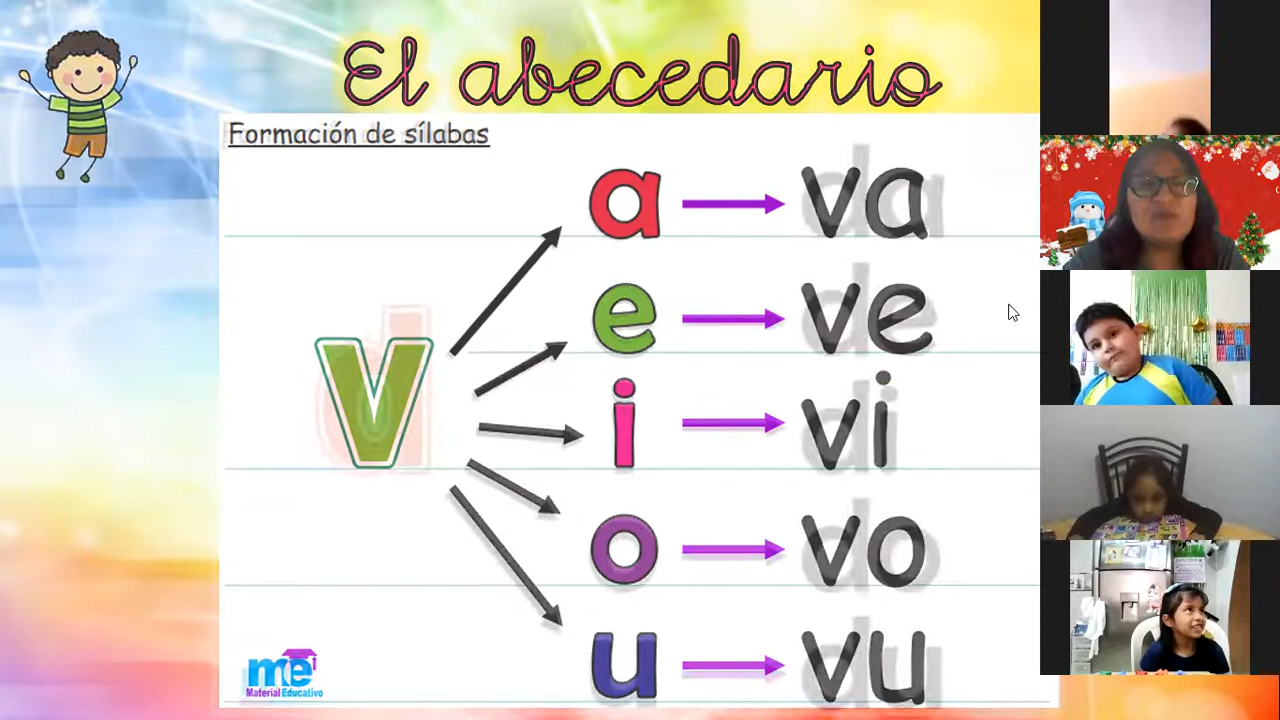 El abecedario
Formación de sílabas
a va
e ve
v i vi
o vo
u vu
me
Material Educativo